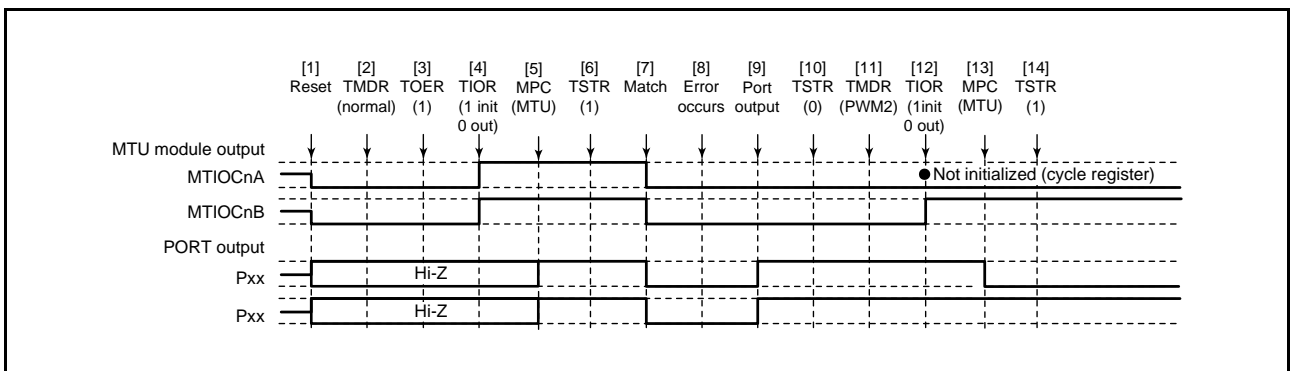 [1] [2] [3] [4] [5] [6] [7] [8] [9] [10] [11] [12] [13] [14]
Reset TMDR TOER TIOR MPC TSTR Match Error Port TSTR TMDR TIOR MPC TSTR
(normal) (1) (1 init (MTU) (1) occurs output (0) (PWM2) (1init (MTU) (1)
0 out) 0 out)
MTU module output
MTIOCnA
Not initialized (cycle register)
MTIOCnB
PORT output
Pxx
Hi-Z
Pxx
Hi-Z